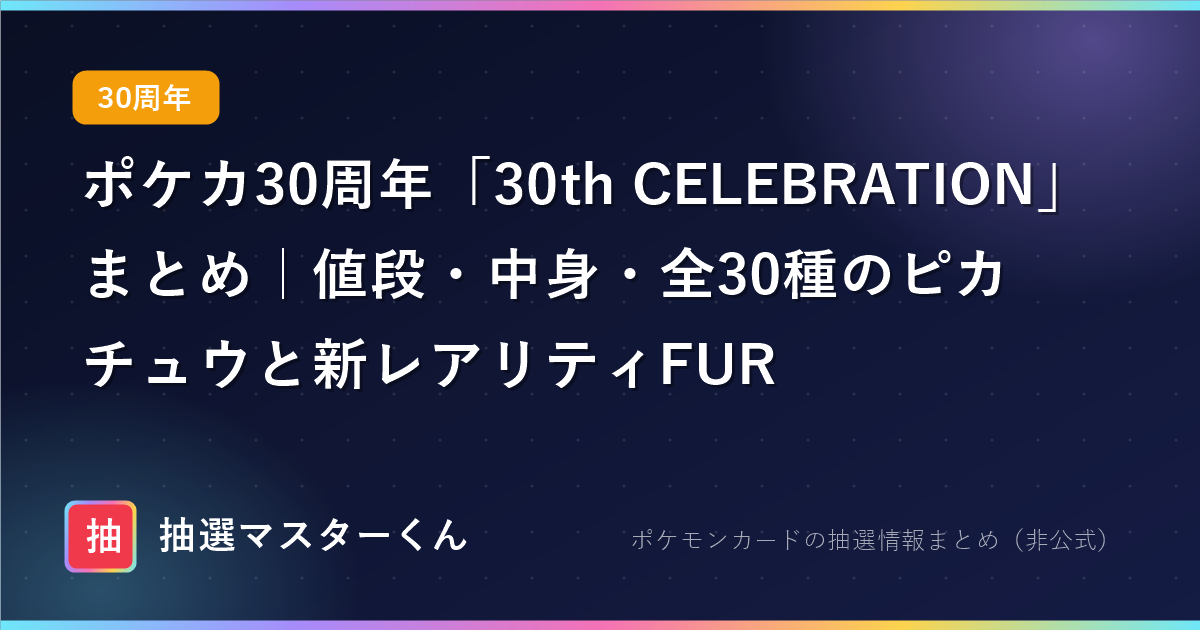 30周年
ポケカ30周年「30th CELEBRATION」
まとめ｜値段・中身・全30種のピカ
チュウと新レアリティFUR
抽
抽選マスターくん
ポケモンカードの抽選情報まとめ（非公式）